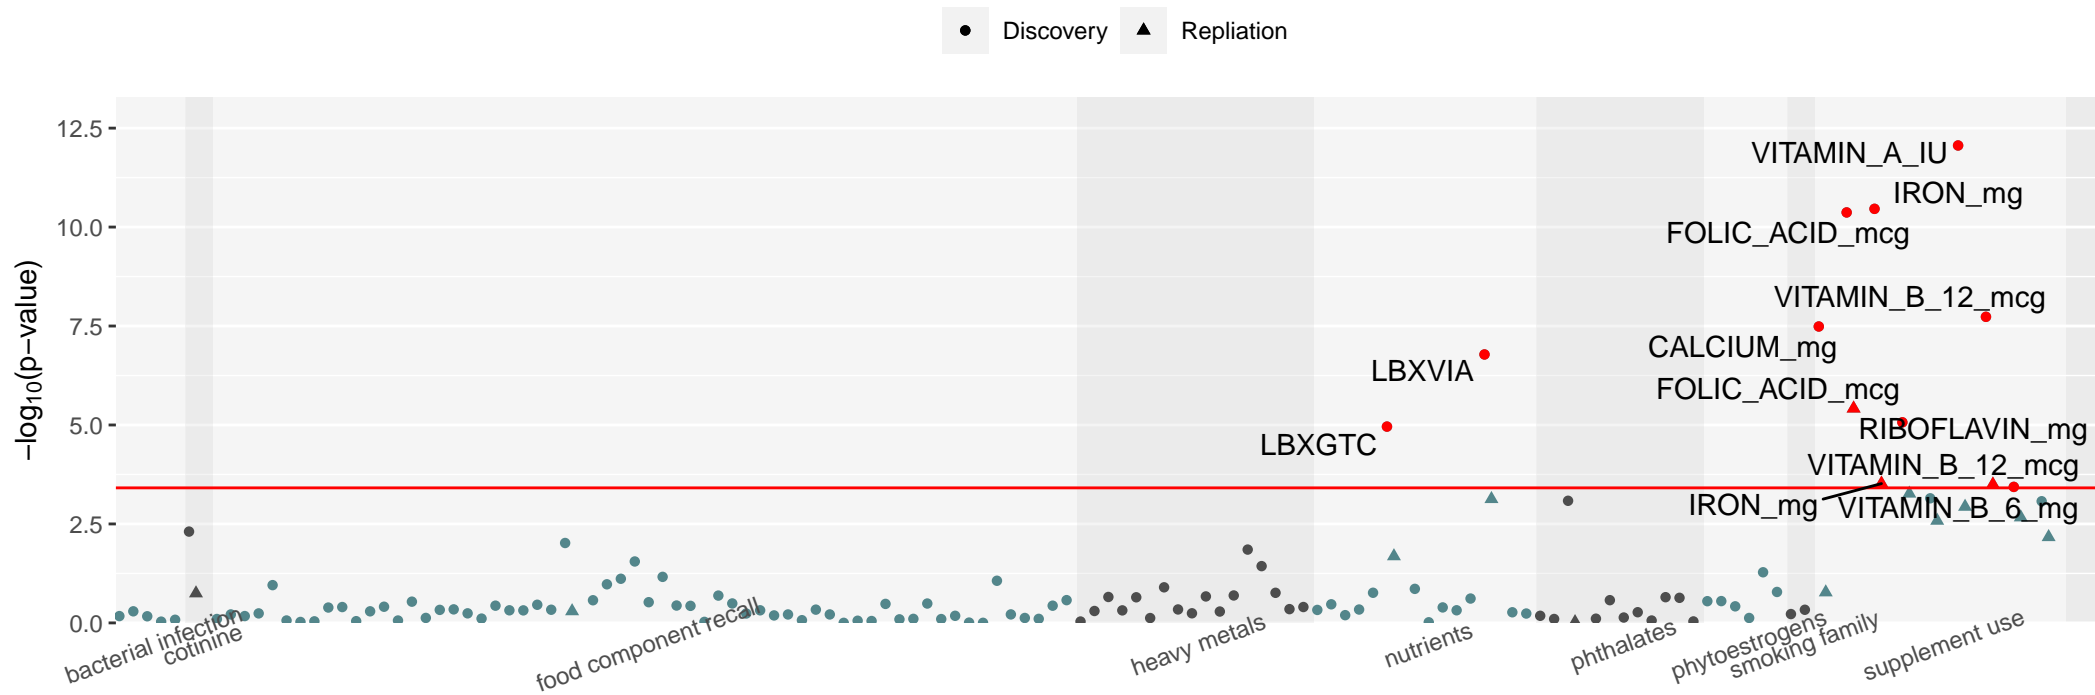 Discovery
Repliation
12.5
10.0
7.5
5.0
2.5
0.0
−log10(p−value)
VITAMIN_A_IU
IRON_mg
FOLIC_ACID_mcg
VITAMIN_B_12_mcg
CALCIUM_mg
LBXVIA
FOLIC_ACID_mcg
RIBOFLAVIN_mg
LBXGTC
VITAMIN_B_12_mcg
IRON_mg
VITAMIN_B_6_mg
bacterial infection
cotinine
food component recall
heavy metals
nutrients
phthalates
phytoestrogens
smoking family
supplement use